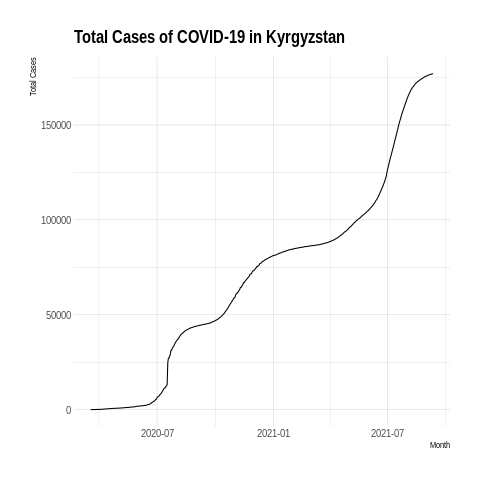 Total Cases of COVID-19 in Kyrgyzstan
Total Cases
150000
100000
50000
0
2020-07 2021-01 2021-07
Month